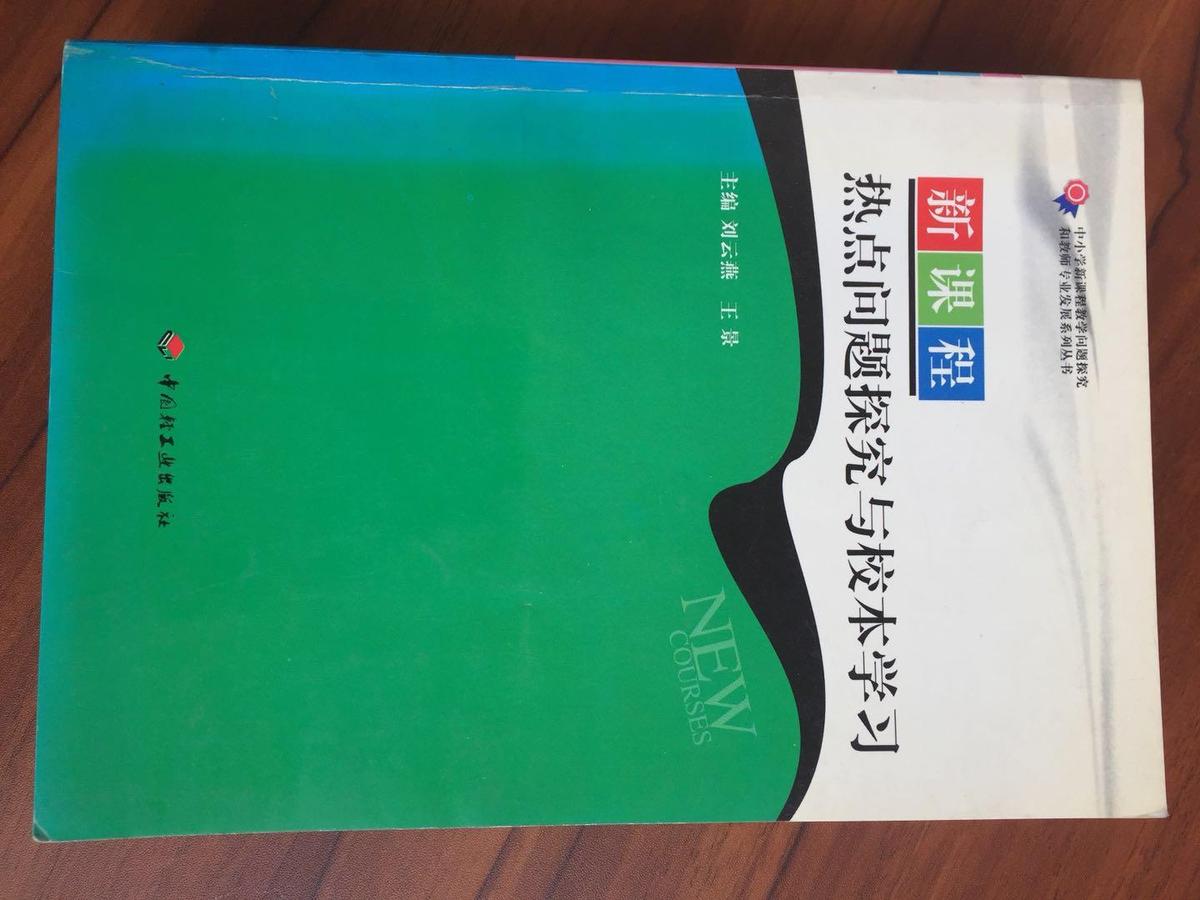 中小学新课程教学问题探究
和教师专业发展系列丛书
新课程
热点问题探究与校本学习
主编 刘云燕 王景
NEW
COURSES
中国轻工业出版社